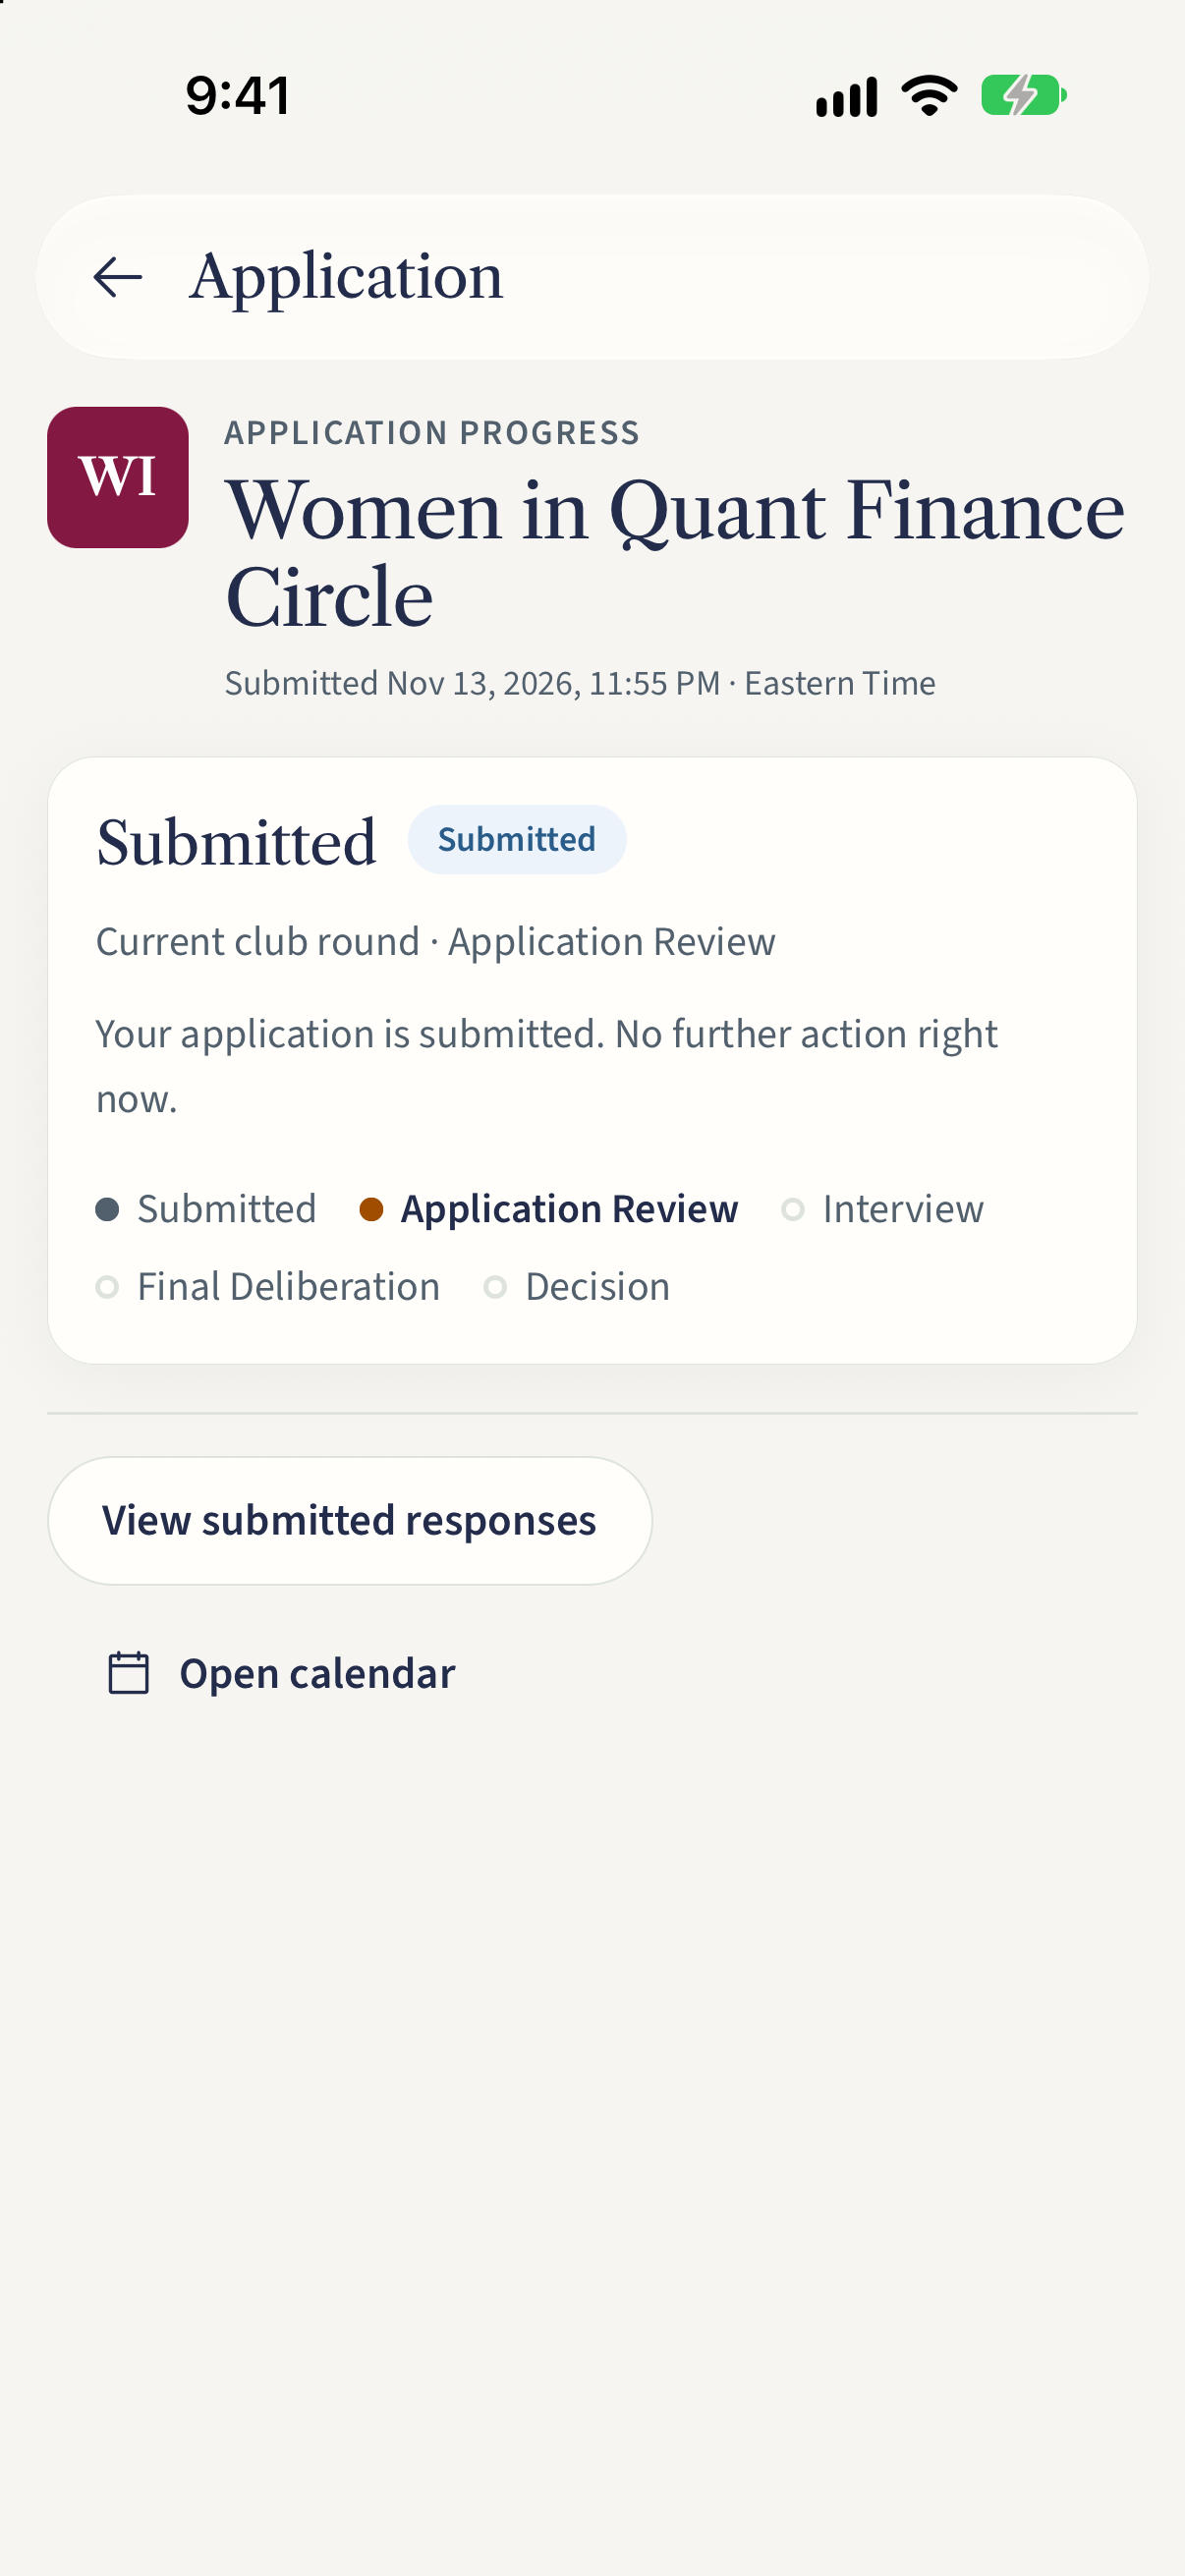 9:41
Application
WI
APPLICATION PROGRESS
Women in Quant Finance
Circle
Submitted Nov 13, 2026, 11:55 PM · Eastern Time
Submitted Submitted
Current club round · Application Review
Your application is submitted. No further action right
now.
Submitted Application Review Interview
Final Deliberation Decision
View submitted responses
Open calendar